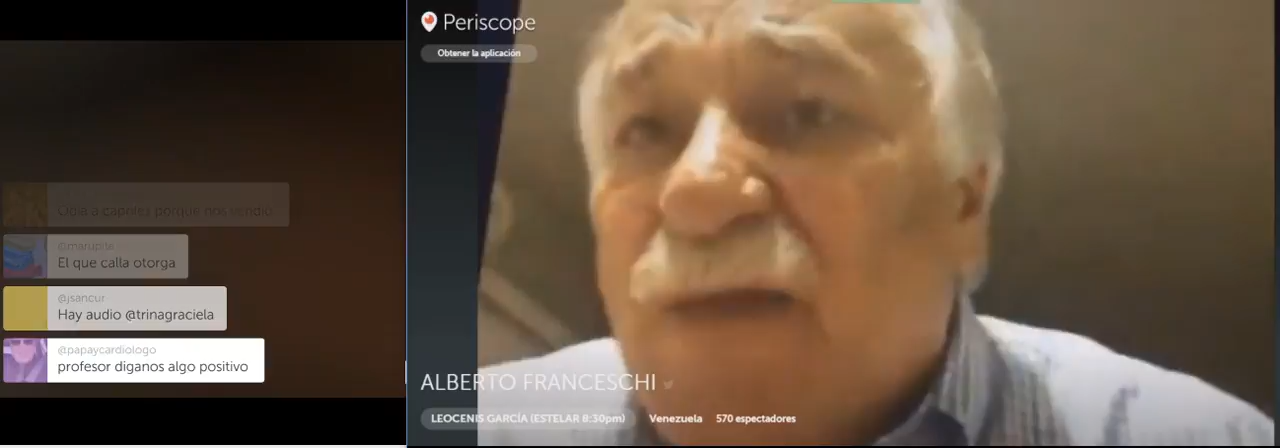 Odia a capriles porque nos vendio
@marupita
El que calla otorga
@jsancur
Hay audio @trinagraciela
@papaycardiologo
profesor diganos algo positivo
Periscope
Obtener la aplicación
ALBERTO FRANCESCHI
LEOCENIS GARCÍA (ESTELAR 8:30pm)
Venezuela
570 espectadores